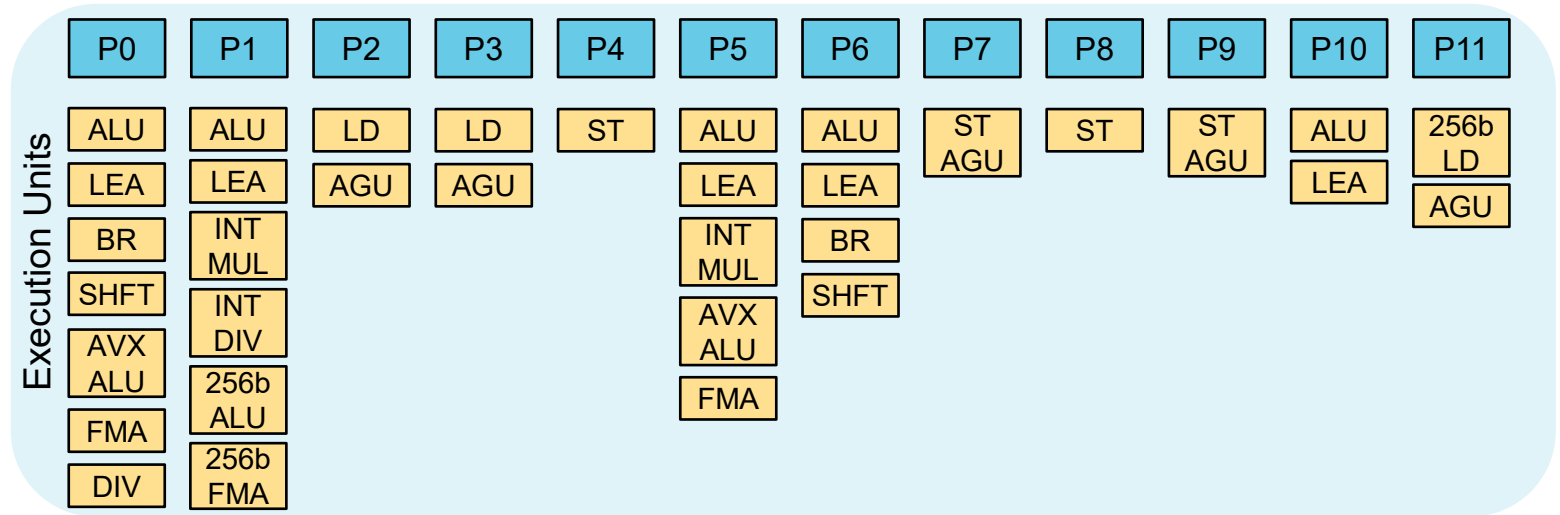 P0 P1 P2 P3 P4 P5 P6 P7 P8 P9 P10 P11
Execution Units
ALU
LEA
BR
SHFT
AVX
ALU
FMA
DIV
ALU
LEA
INT
MUL
INT
DIV
256b
ALU
256b
FMA
LD
AGU
LD
AGU
ST
ALU
LEA
INT
MUL
AVX
ALU
FMA
ALU
LEA
BR
SHFT
ST
AGU
ST
ST
AGU
ALU
LEA
256b
LD
AGU